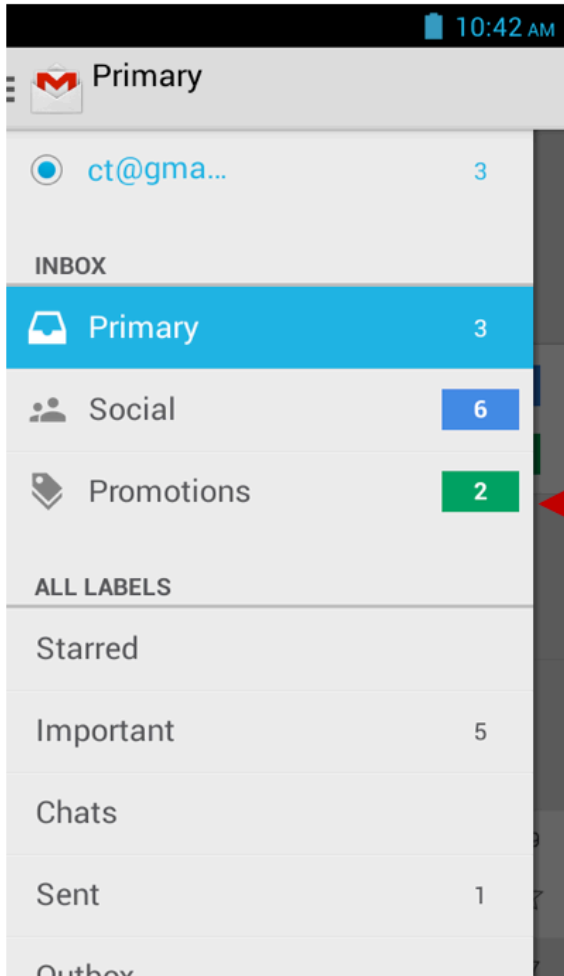 10:42 AM
Primary
ct@gma... 3
INBOX
Primary 3
Social 6
Promotions 2
ALL LABELS
Starred
Important 5
Chats
Sent 1
Outbox